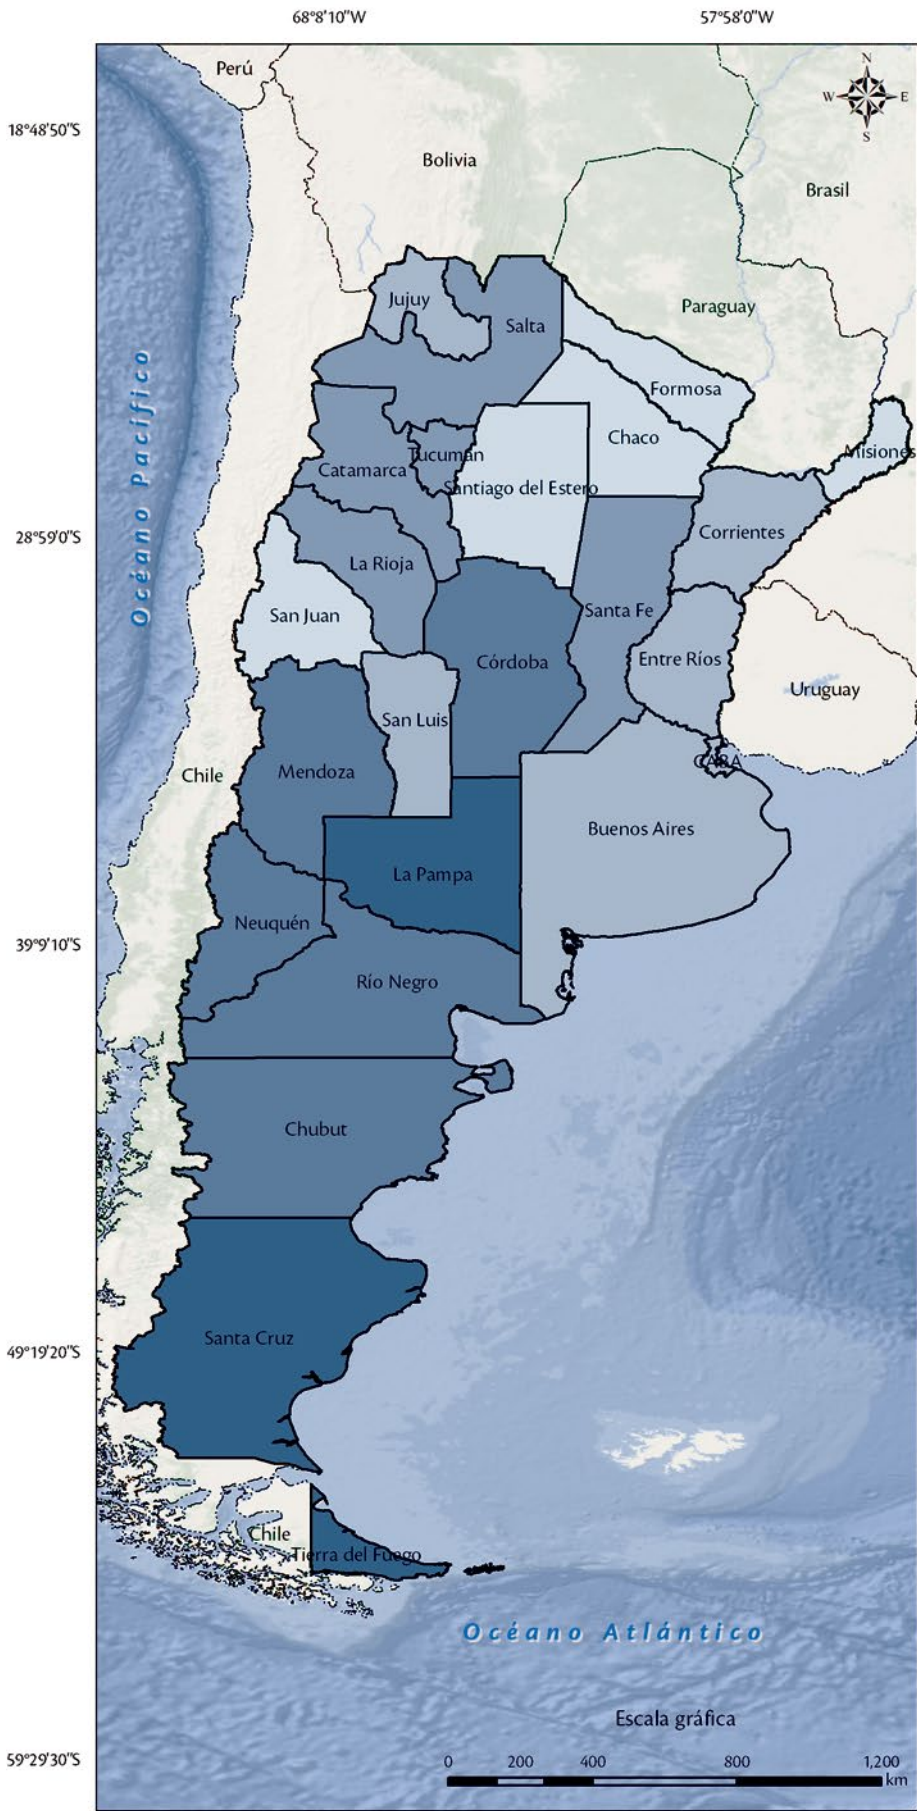 68°8'10"W
57°58'0"W
Perú
N
W
E
S
18°48'50"S
Bolivia
Brasil
Jujuy
Salta
Paraguay
Formosa
Chaco
Océano Pacífico
Tucumán
Misiones
Catamarca
Santiago del Estero
28°59'0"S
Corrientes
La Rioja
San Juan
Santa Fe
Córdoba
Entre Ríos
Uruguay
San Luis
CABA
Chile
Mendoza
Buenos Aires
La Pampa
Neuquén
39°9'10"S
Río Negro
Chubut
Santa Cruz
49°19'20"S
Chile
Tierra del Fuego
Océano Atlántico
Escala gráfica
59°29'30"S
0 200 400 800 1,200
km